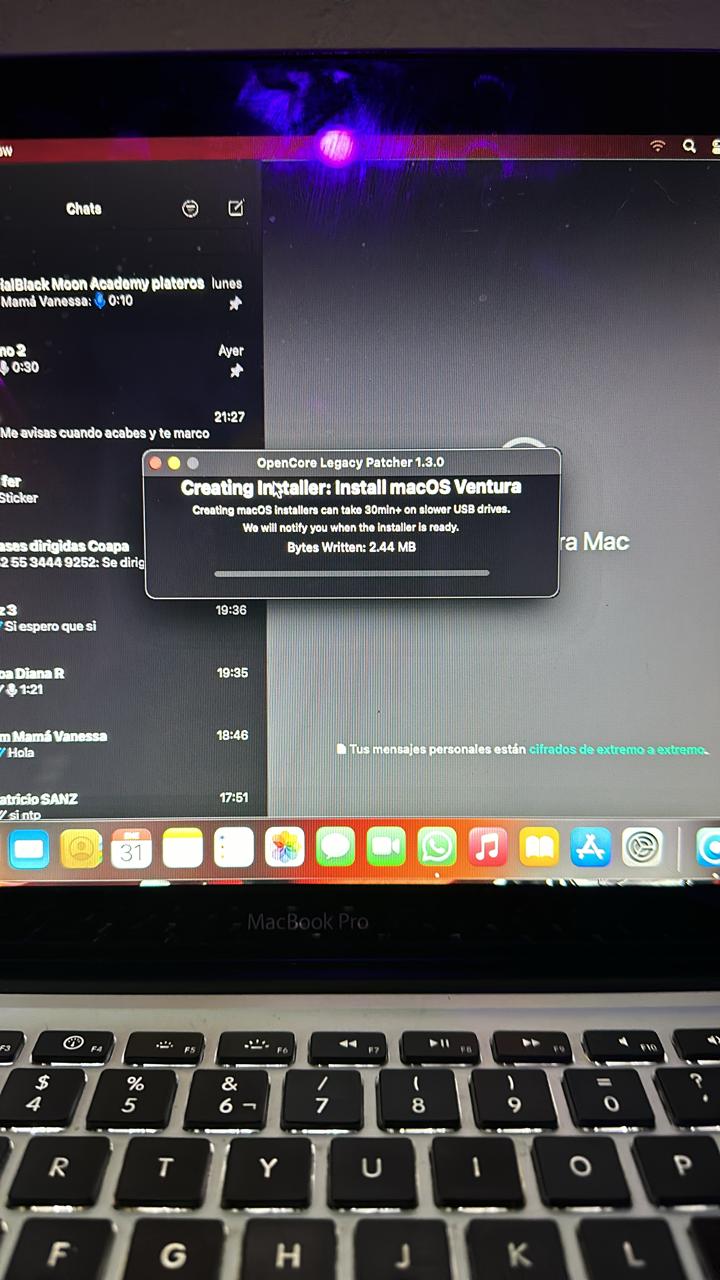 Chats
Black Moon Academy plateros lunes
Mamá Vanessa: 0:10
no 2 Ayer
0:30
21:27
Me avisas cuando acabes y te marco
fer
Sticker
OpenCore Legacy Patcher 1.3.0
Creating Installer: Install macOS Ventura
Creating macOS installers can take 30min+ on slower USB drives.
We will notify you when the installer is ready.
Bytes Written: 2.44 MB
ases dirigidas Coapa
2 55 3444 9252: Se dirig
ra Mac
z 3 19:36
Si espero que si
oa Diana R 19:35
1:21
m Mamá Vanessa 18:46
Hola
Tus mensajes personales están cifrados de extremo a extremo.
atricio SANZ 17:51
si ntp
ENE
31
MacBook Pro
F3 F4 F5 F6 F7 F8 F9 F10
$ % & / ( ) = ?
4 5 6 ¬ 7 8 9 0 '
R T Y U I O P
F G H J K L